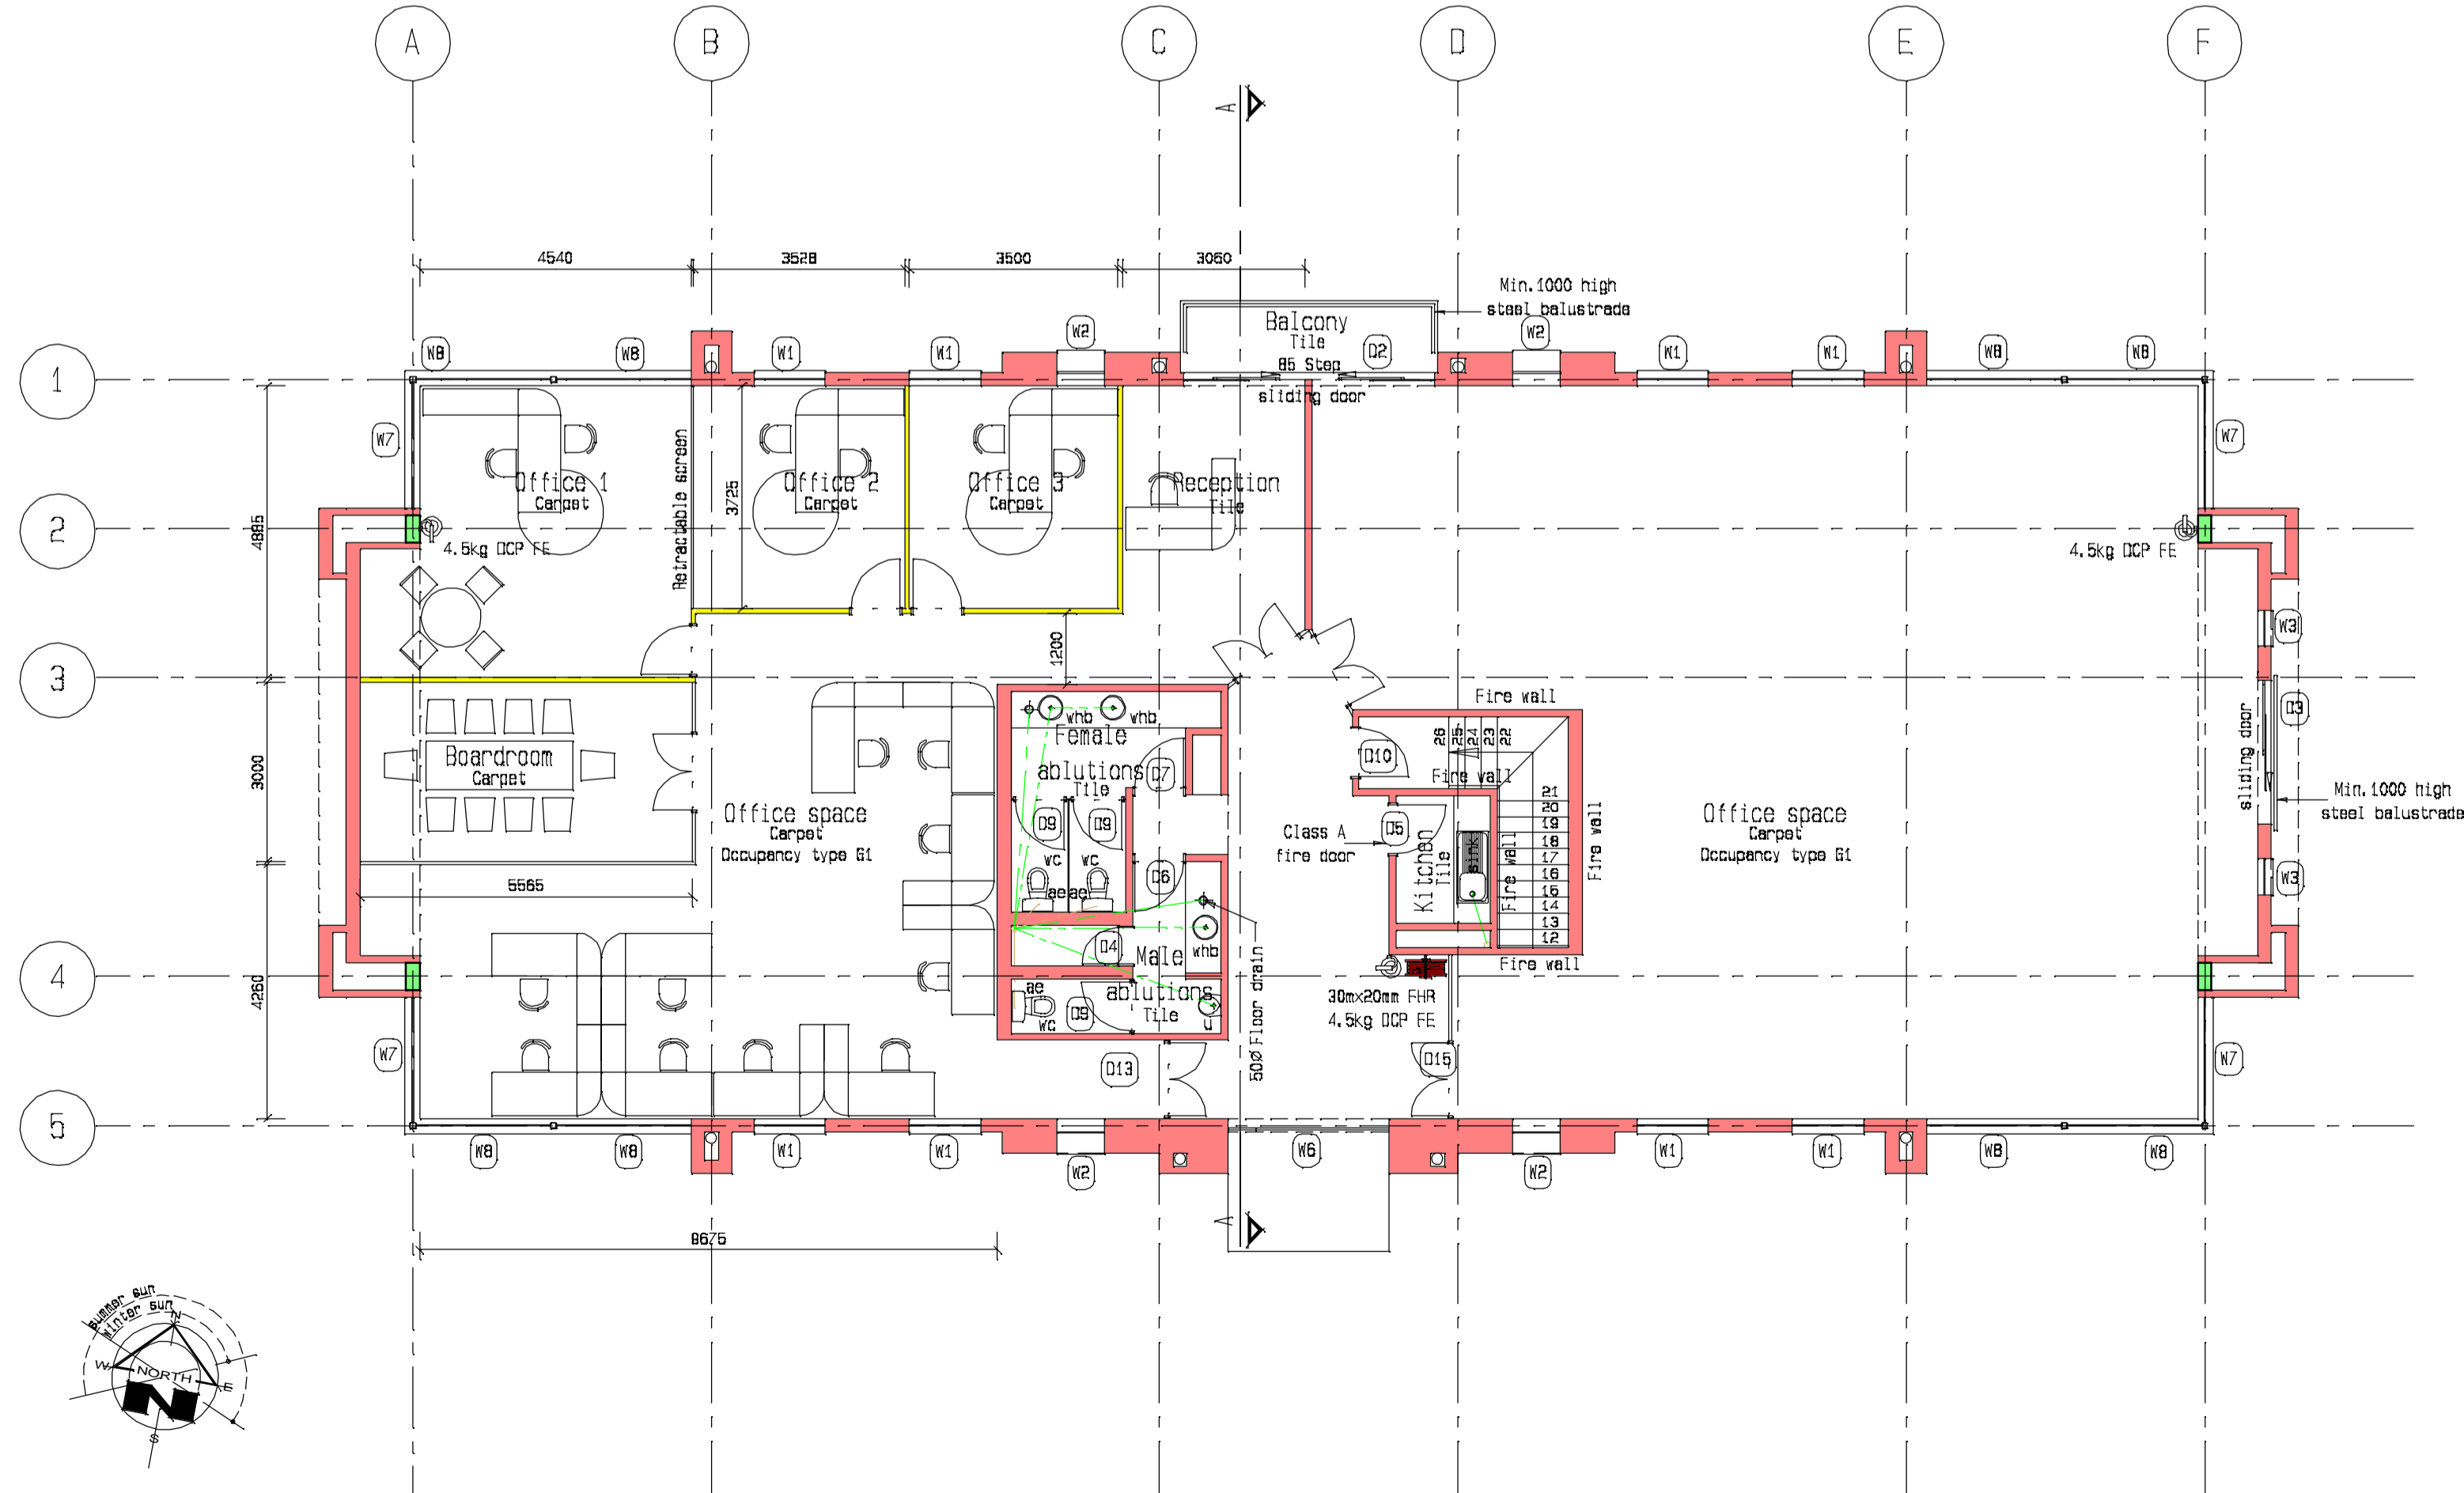 A B C D E F
A
4540 3528 3500 3060
Min.1000 high
steel balustrade
Balcony
Tile
85 Step
D2
sliding door
W8 W8 W1 W1 W2 W2 W1 W1 W8 W8
1
W7
W7
Retractable screen
3725
Office 1
Carpet
Office 2
Carpet
Office 3
Carpet
Reception
Tile
2
4885
4.5kg DCP FE
4.5kg DCP FE
1200
W3
3
Fire wall
D3
sliding door
whb whb
Female
ablutions
Tile
D7
D10
26 25 24 23 22
Fire wall
3000
Boardroom
Carpet
Min.1000 high
steel balustrade
Office space
Carpet
Occupancy type G1
D9 D9
Class A
fire door
D5
Kitchen
Tile
sink
Fire wall
21
20
19
18
17
16
15
14
13
12
Fire wall
Office space
Carpet
Occupancy type G1
wc wc
ae ae
D6
W3
5565
D4
Male
ablutions
Tile
whb
50Ø Floor drain
Fire wall
4
4260
ae
wc
D9
u
30mx20mm FHR
4.5kg DCP FE
W7
D13
D15
W7
5
W8 W8 W1 W1 W2 W6 W2 W1 W1 W8 W8
A
9675
summer sun
winter sun
N
W
NORTH
E
N
S